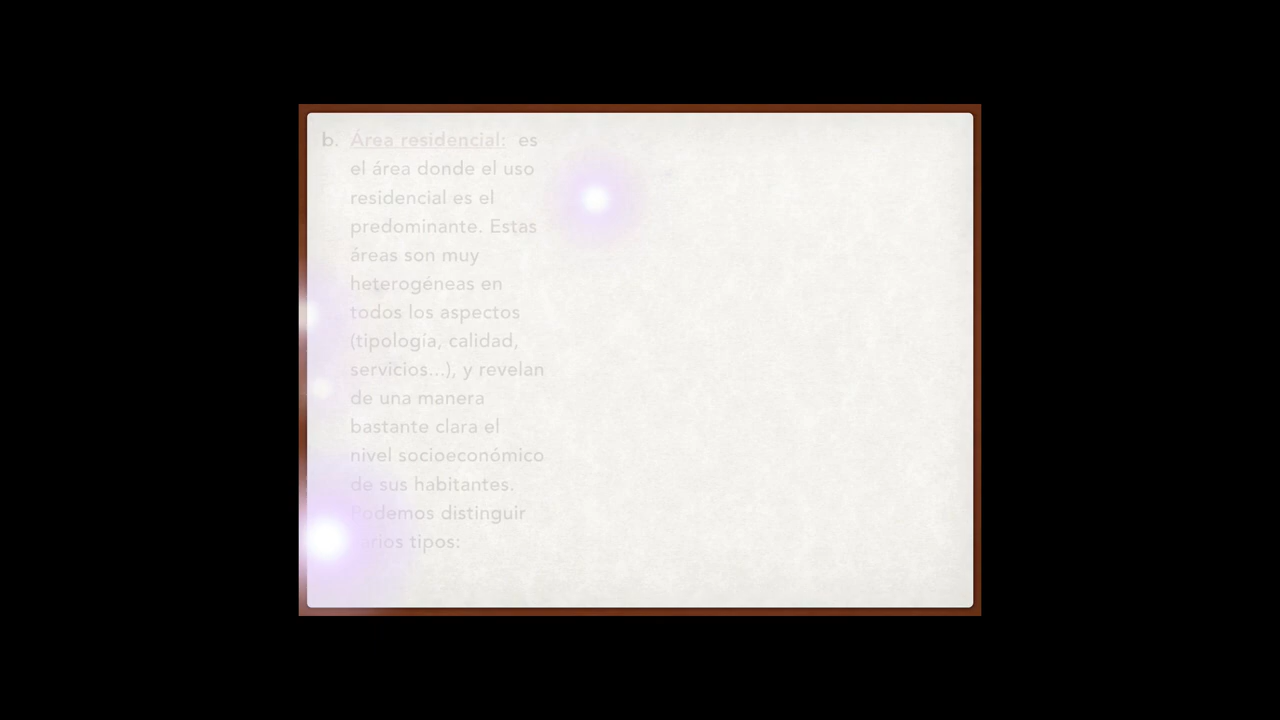 b. Área residencial: es
el área donde el uso
residencial es el
predominante. Estas
áreas son muy
heterogéneas en
todos los aspectos
(tipología, calidad,
servicios...), y revelan
de una manera
bastante clara el
nivel socioeconómico
de sus habitantes.
Podemos distinguir
varios tipos: